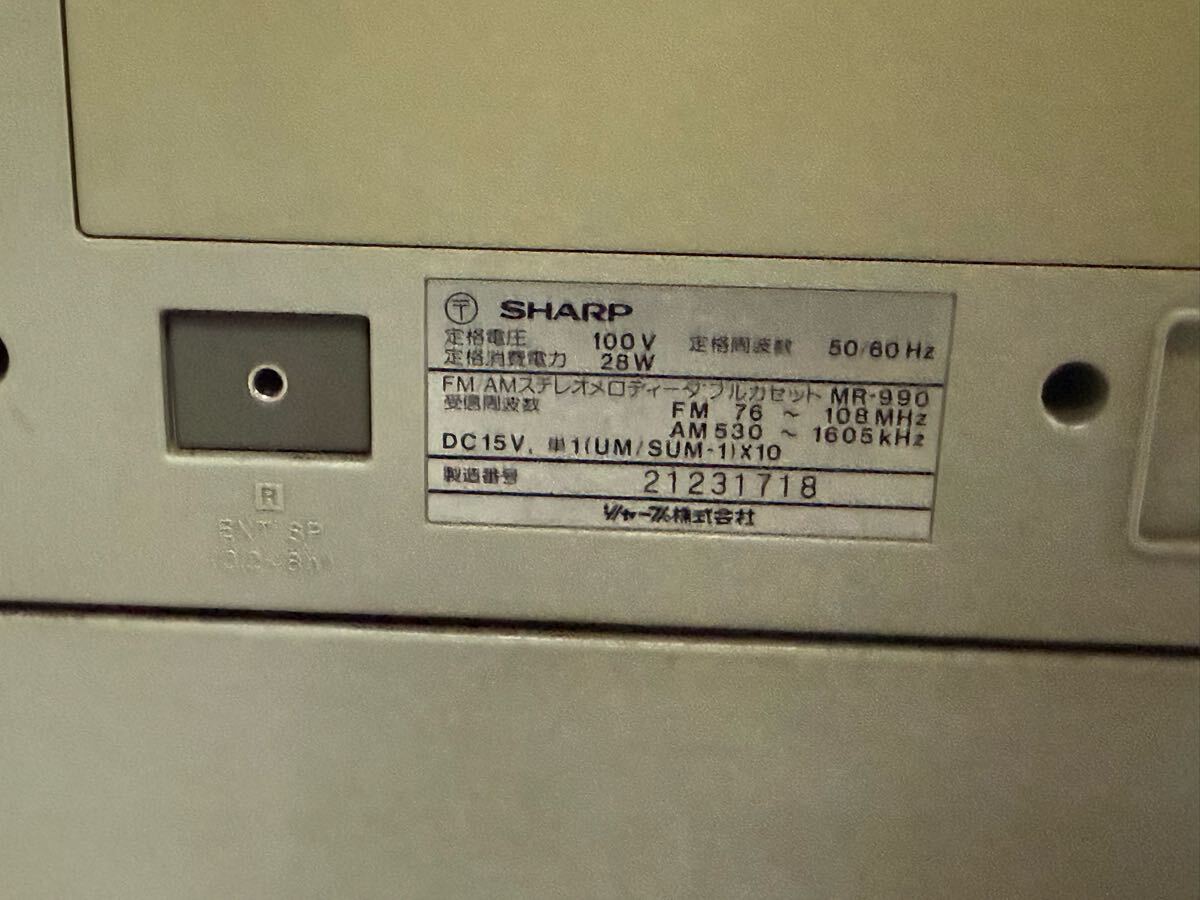 〒 SHARP
定格電圧 100V 定格周波数 50/60Hz
定格消費電力 28W
FM/AMステレオメロディーダブルカセット MR-990
受信周波数 FM 76 ~ 108MHz
AM 530 ~ 1605kHz
DC15V, 単1(UM/SUM-1)X10
製造番号 21231718
シャープ株式会社
R
SP